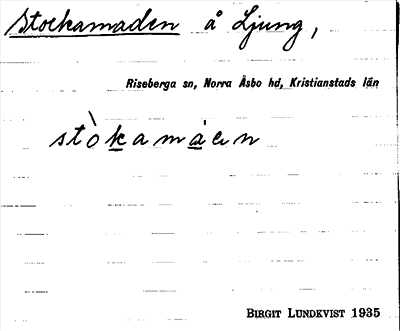 Stockamaden å Ljung,
Riseberga sn, Norra Åsbo hd, Kristianstads län
BIRGIT LUNDKVIST 1935